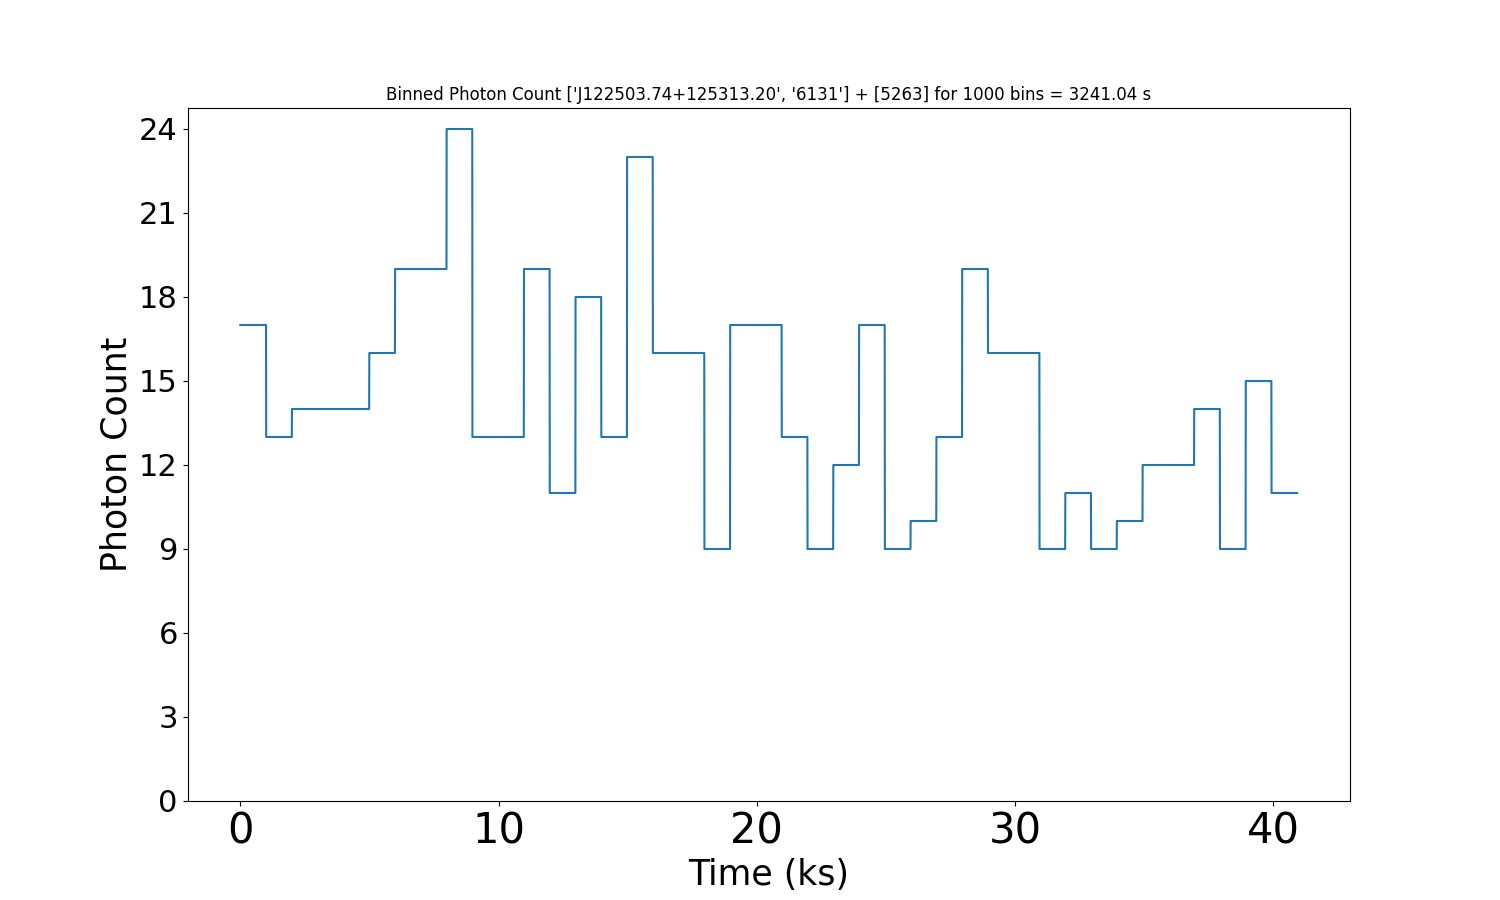 Binned Photon Count ['J122503.74+125313.20', '6131'] + [5263] for 1000 bins = 3241.04 s
24
21
18
15
12
9
6
3
0
Photon Count
0 10 20 30 40
Time (ks)